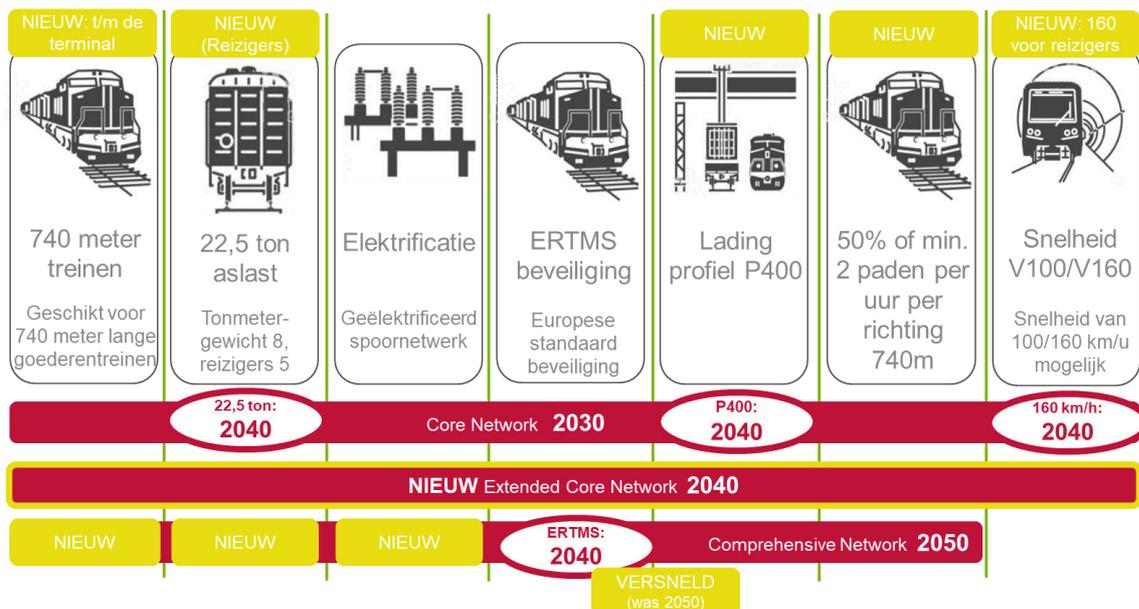 NIEUW: t/m de
terminal
NIEUW
(Reizigers)
NIEUW
NIEUW
NIEUW: 160
voor reizigers
740 meter
treinen
Geschikt voor
740 meter lange
goederentreinen
22,5 ton
aslast
Tonmeter-
gewicht 8,
reizigers 5
Elektrificatie
Geëlektrificeerd
spoornetwerk
ERTMS
beveiliging
Europese
standaard
beveiliging
Lading
profiel P400
50% of min.
2 paden per
uur per
richting
740m
Snelheid
V100/V160
Snelheid van
100/160 km/u
mogelijk
22,5 ton:
2040
Core Network 2030
P400:
2040
160 km/h:
2040
NIEUW Extended Core Network 2040
NIEUW
NIEUW
NIEUW
ERTMS:
2040
Comprehensive Network 2050
VERSNELD
(was 2050)